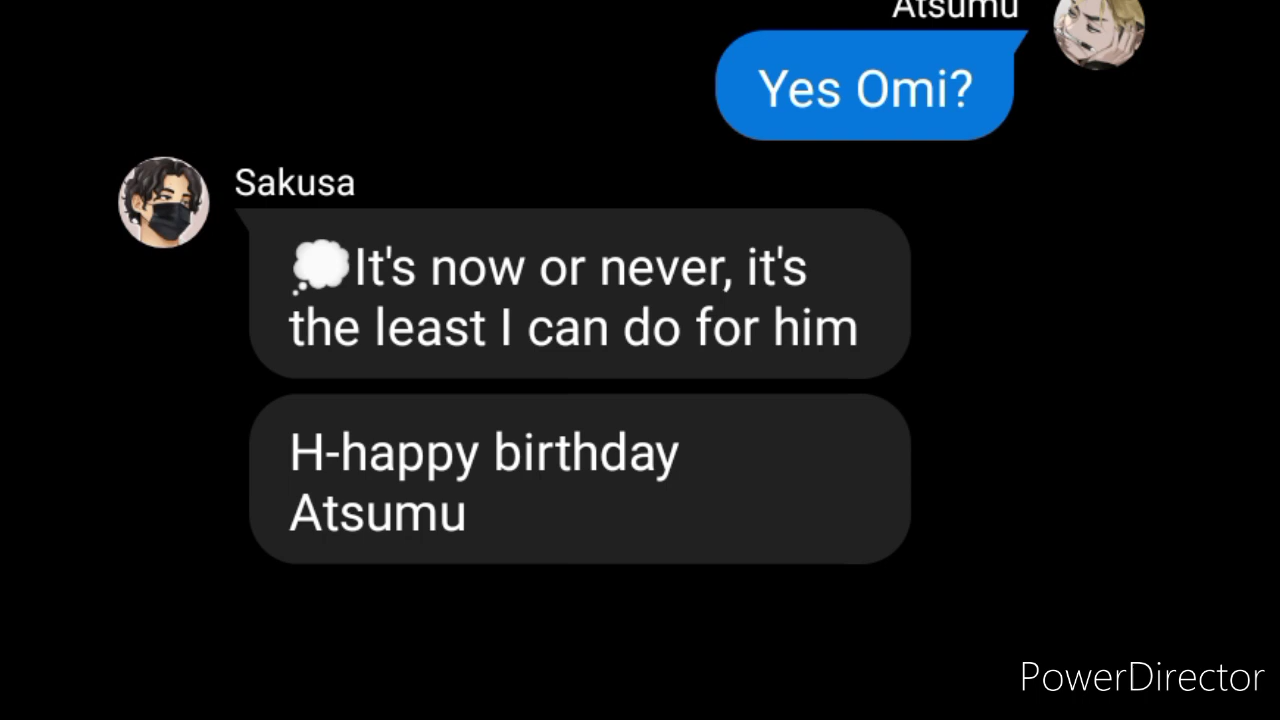 Atsumu
Yes Omi?
Sakusa
💭It's now or never, it's
the least I can do for him
H-happy birthday
Atsumu
PowerDirector